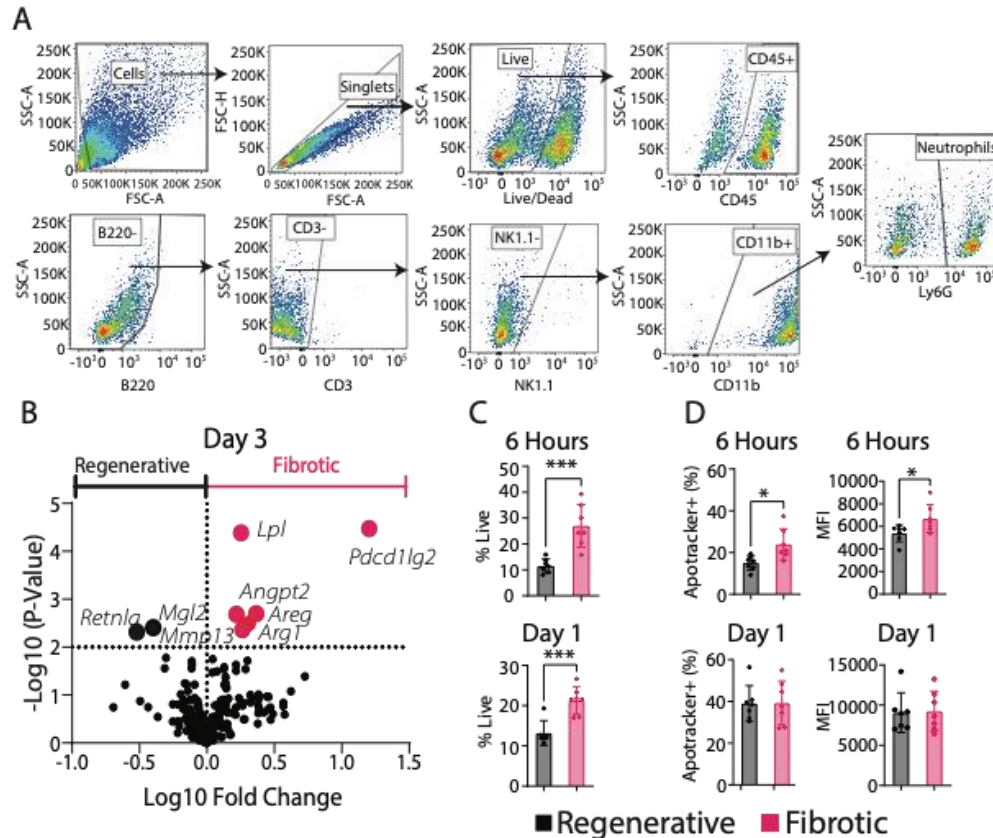 A
250K
200K
150K
100K
50K
0
SSC-A
Cells
0 50K 100K 150K 200K 250K
FSC-A
250K
200K
150K
100K
50K
0
FSC-H
Singlets
0 50K 100K 150K 200K 250K
FSC-A
250K
200K
150K
100K
50K
0
SSC-A
Live
-10³ 0 10³ 10⁴ 10⁵
Live/Dead
250K
200K
150K
100K
50K
0
SSC-A
CD45+
-10³ 0 10³ 10⁴ 10⁵
CD45
250K
200K
150K
100K
50K
0
SSC-A
Neutrophils
-10³ 0 10³ 10⁴ 10⁵
Ly6G
250K
200K
150K
100K
50K
0
SSC-A
B220-
-10³ 0 10³ 10⁴ 10⁵
B220
250K
200K
150K
100K
50K
0
SSC-A
CD3-
-10³ 0 10³ 10⁴ 10⁵
CD3
250K
200K
150K
100K
50K
0
SSC-A
NK1.1-
-10³ 0 10³ 10⁴ 10⁵
NK1.1
250K
200K
150K
100K
50K
0
SSC-A
CD11b+
-10³ 0 10³ 10⁴ 10⁵
CD11b
B
Day 3
Regenerative Fibrotic
5
4
3
2
1.0
0.0
-Log10 (P-Value)
Lpl
Pdcd1lg2
Angpt2
Areg
Arg1
Retnla
Mgl2
Mmp13
-1.0 -0.5 0.0 0.5 1.0 1.5
Log10 Fold Change
C
6 Hours
50
40
30
20
10
0
% Live
***
Day 1
30
20
10
0
% Live
***
D
6 Hours
60
40
20
0
Apotracker+ (%)
*
6 Hours
10000
8000
6000
4000
2000
0
MFI
*
Day 1
60
40
20
0
Apotracker+ (%)
Day 1
15000
10000
5000
0
MFI
Regenerative Fibrotic